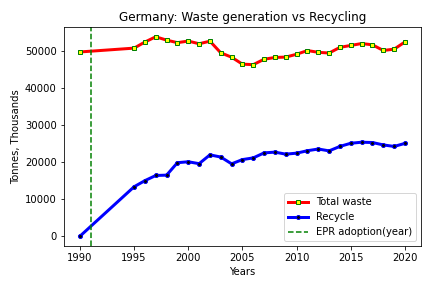 Germany: Waste generation vs Recycling
Tonnes, Thousands
50000
40000
30000
20000
10000
0
Total waste
Recycle
EPR adoption(year)
1990
1995
2000
2005
2010
2015
2020
Years